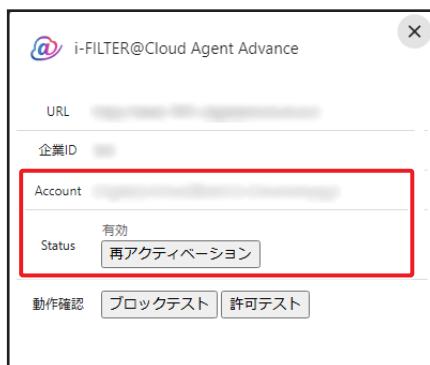 i-FILTER@Cloud Agent Advance
URL
企業ID
Account
Status
有効
再アクティベーション
動作確認
ブロックテスト
許可テスト